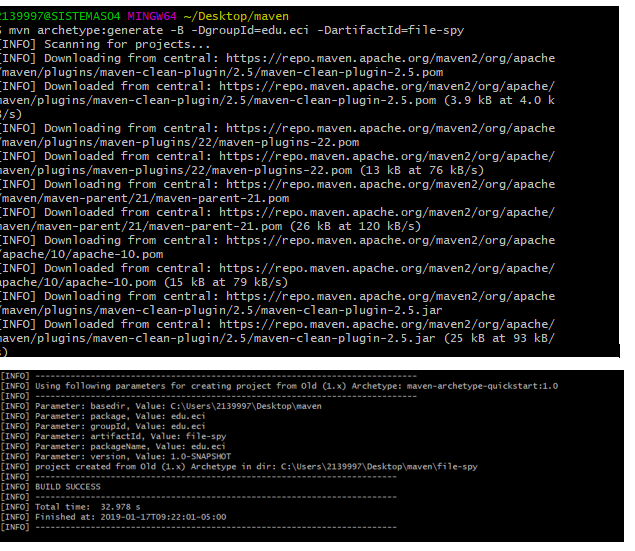 2139997@SISTEMAS04 MINGW64 ~/Desktop/maven
$ mvn archetype:generate -B -DgroupId=edu.eci -DartifactId=file-spy
[INFO] Scanning for projects...
[INFO] Downloading from central: https://repo.maven.apache.org/maven2/org/apache
/maven/plugins/maven-clean-plugin/2.5/maven-clean-plugin-2.5.pom
[INFO] Downloaded from central: https://repo.maven.apache.org/maven2/org/apache/
maven/plugins/maven-clean-plugin/2.5/maven-clean-plugin-2.5.pom (3.9 kB at 4.0 k
B/s)
[INFO] Downloading from central: https://repo.maven.apache.org/maven2/org/apache
/maven/plugins/maven-plugins/22/maven-plugins-22.pom
[INFO] Downloaded from central: https://repo.maven.apache.org/maven2/org/apache/
maven/plugins/maven-plugins/22/maven-plugins-22.pom (13 kB at 76 kB/s)
[INFO] Downloading from central: https://repo.maven.apache.org/maven2/org/apache
/maven/maven-parent/21/maven-parent-21.pom
[INFO] Downloaded from central: https://repo.maven.apache.org/maven2/org/apache/
maven/maven-parent/21/maven-parent-21.pom (26 kB at 120 kB/s)
[INFO] Downloading from central: https://repo.maven.apache.org/maven2/org/apache
/apache/10/apache-10.pom
[INFO] Downloaded from central: https://repo.maven.apache.org/maven2/org/apache/
apache/10/apache-10.pom (15 kB at 79 kB/s)
[INFO] Downloading from central: https://repo.maven.apache.org/maven2/org/apache
/maven/plugins/maven-clean-plugin/2.5/maven-clean-plugin-2.5.jar
[INFO] Downloaded from central: https://repo.maven.apache.org/maven2/org/apache/
maven/plugins/maven-clean-plugin/2.5/maven-clean-plugin-2.5.jar (25 kB at 93 kB/
s)
[INFO] ----------------------------------------------------------------------------
[INFO] Using following parameters for creating project from Old (1.x) Archetype: maven-archetype-quickstart:1.0
[INFO] ----------------------------------------------------------------------------
[INFO] Parameter: basedir, Value: C:\Users\2139997\Desktop\maven
[INFO] Parameter: package, Value: edu.eci
[INFO] Parameter: groupId, Value: edu.eci
[INFO] Parameter: artifactId, Value: file-spy
[INFO] Parameter: packageName, Value: edu.eci
[INFO] Parameter: version, Value: 1.0-SNAPSHOT
[INFO] project created from Old (1.x) Archetype in dir: C:\Users\2139997\Desktop\maven\file-spy
[INFO] ------------------------------------------------------------------------
[INFO] BUILD SUCCESS
[INFO] ------------------------------------------------------------------------
[INFO] Total time:  32.978 s
[INFO] Finished at: 2019-01-17T09:22:01-05:00
[INFO] ------------------------------------------------------------------------